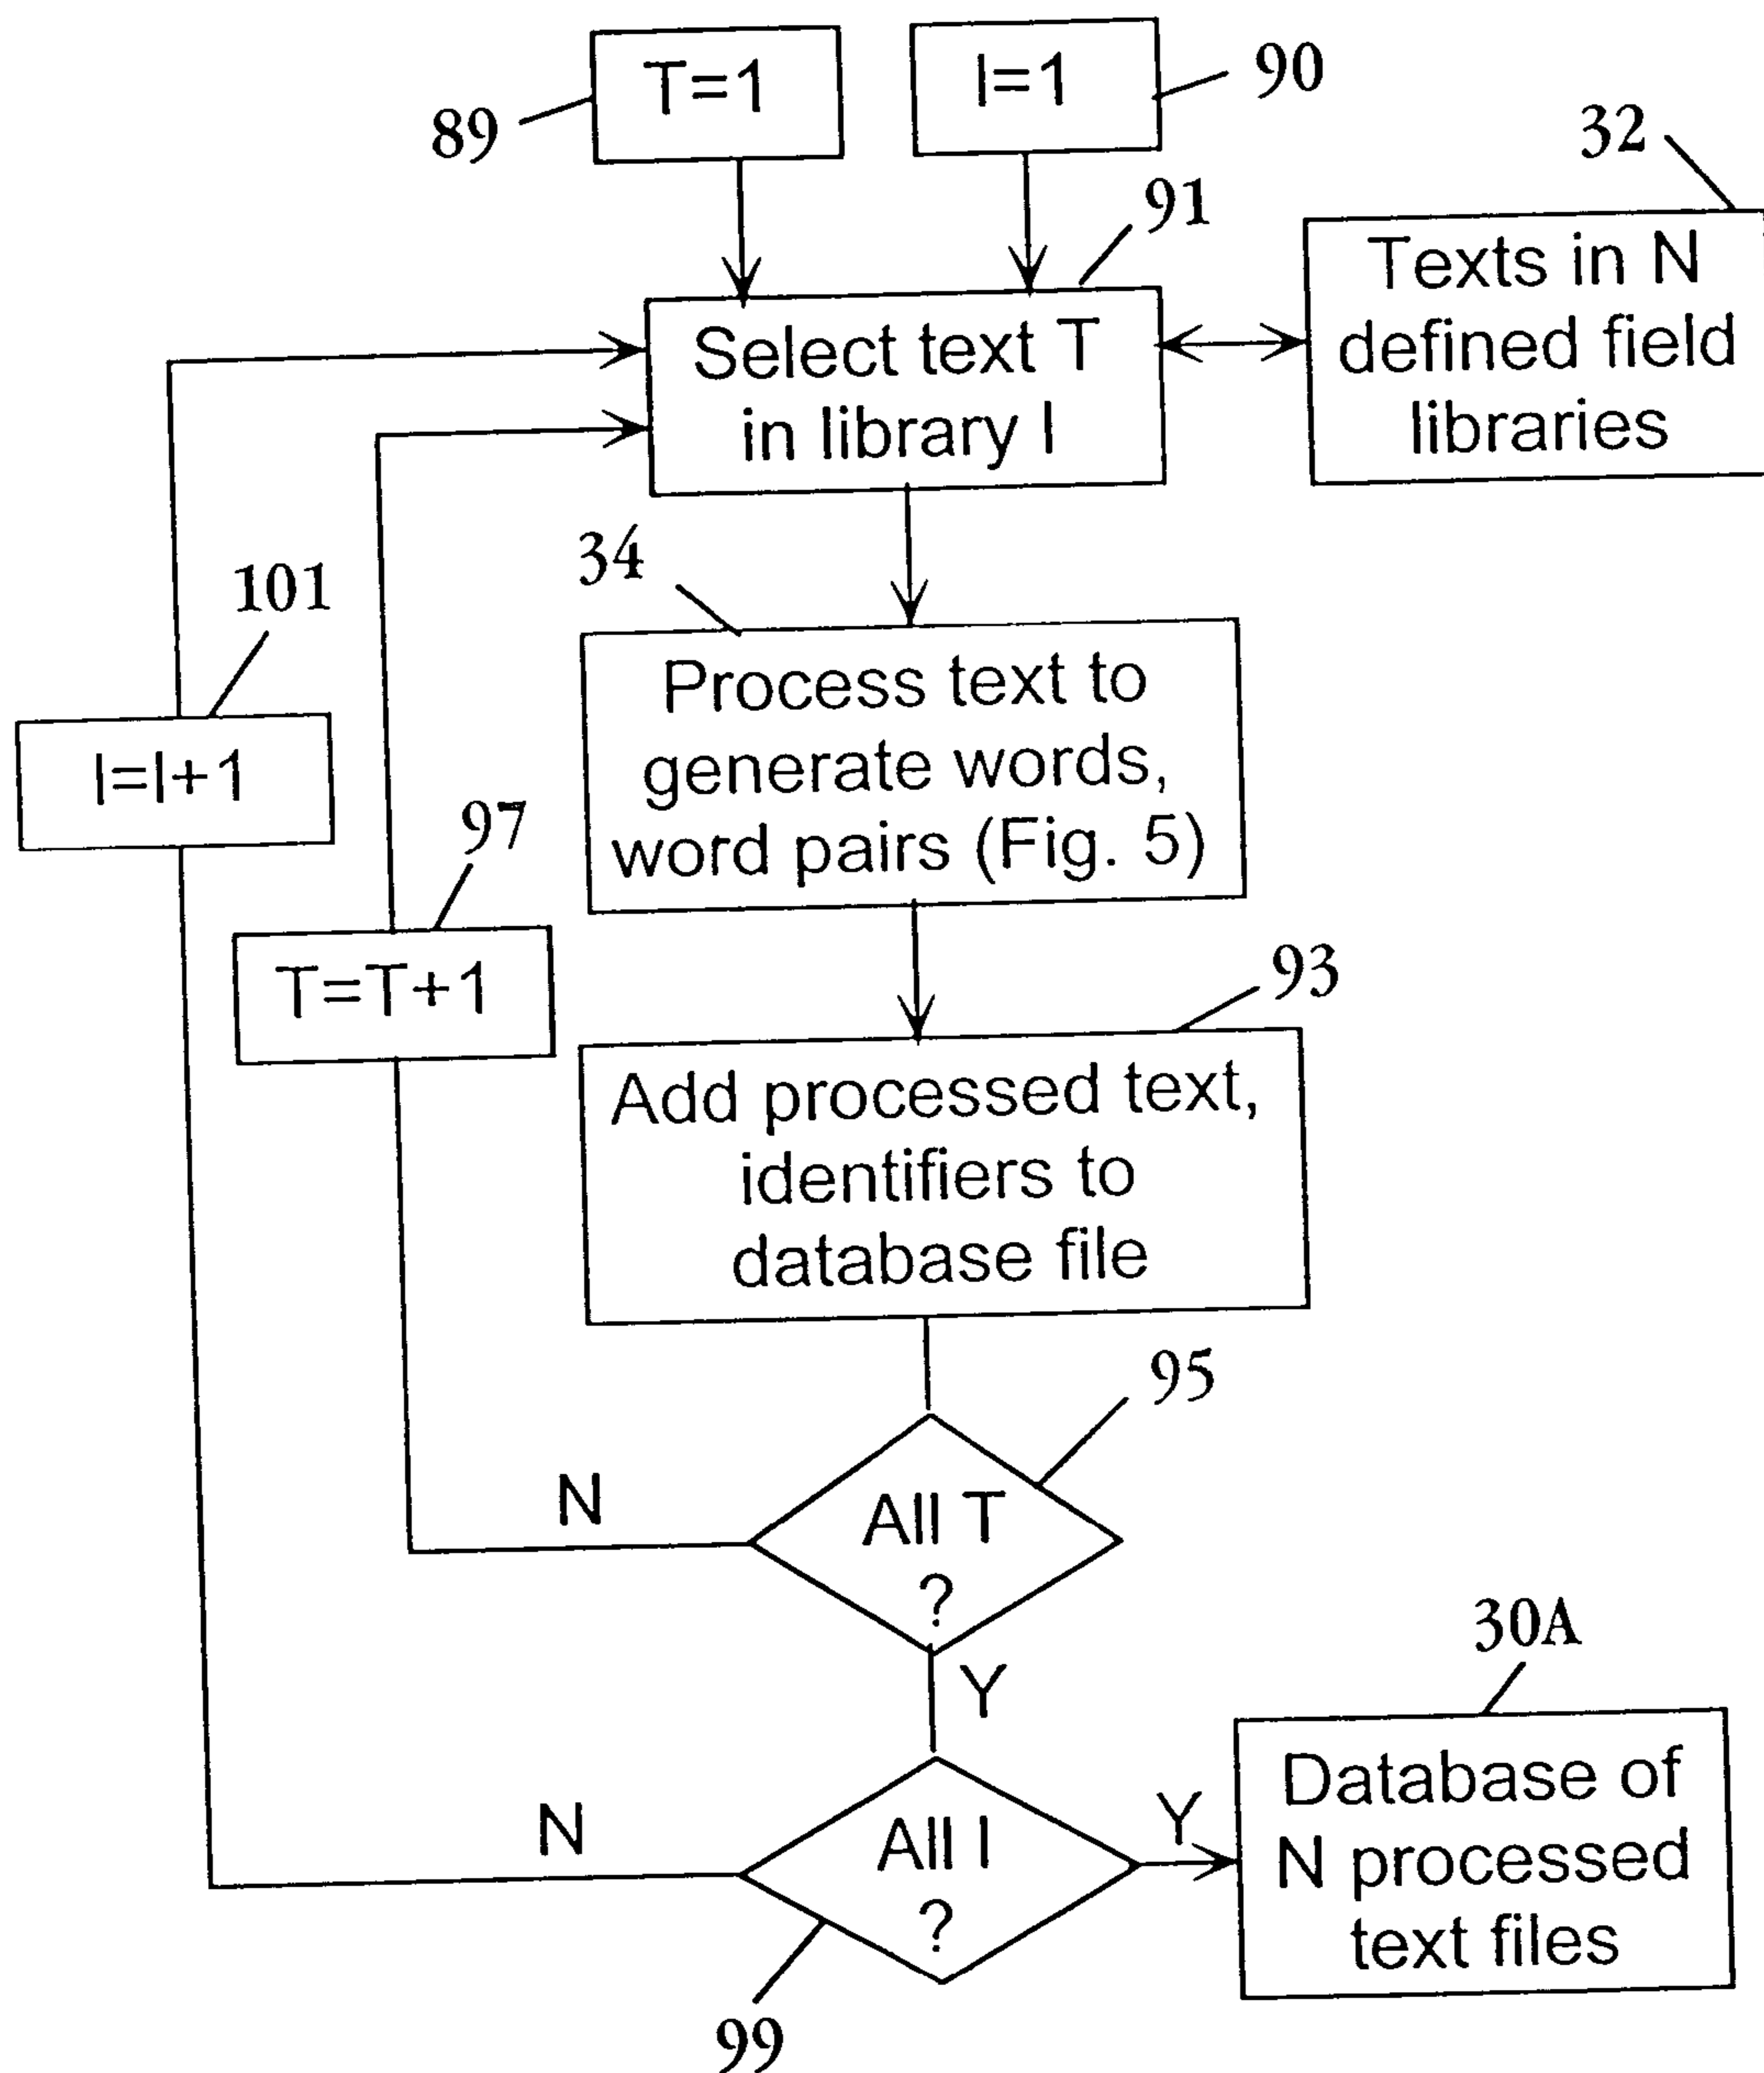 T=1
I=1
90
89
32
91
Texts in N
defined field
libraries
Select text T
in library I
34
101
Process text to
generate words,
word pairs (Fig. 5)
I=I+1
97
T=T+1
93
Add processed text,
identifiers to
database file
95
N
All T
?
Y
30A
N
All I
?
Y
Database of
N processed
text files
99